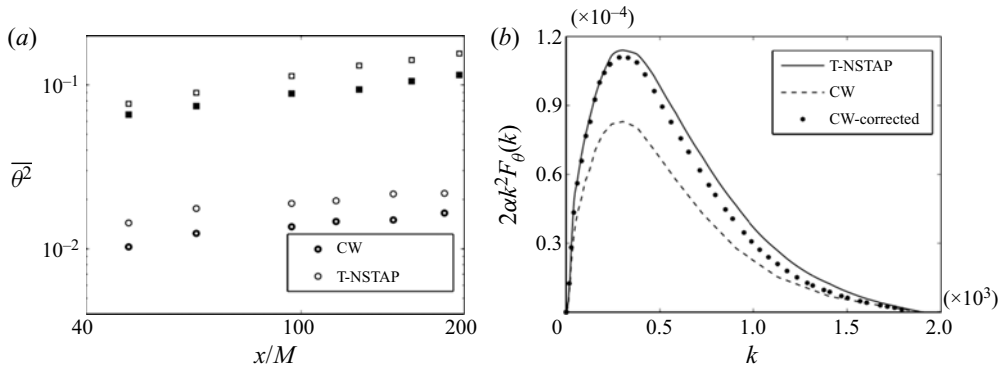 (a)
10⁻¹
θ²
10⁻²
CW
T-NSTAP
40
100
200
x/M
(b)
(×10⁻⁴)
1.2
0.9
0.6
0.3
2αk²F_θ(k)
T-NSTAP
CW
CW-corrected
(×10³)
0
0.5
1.0
1.5
2.0
k